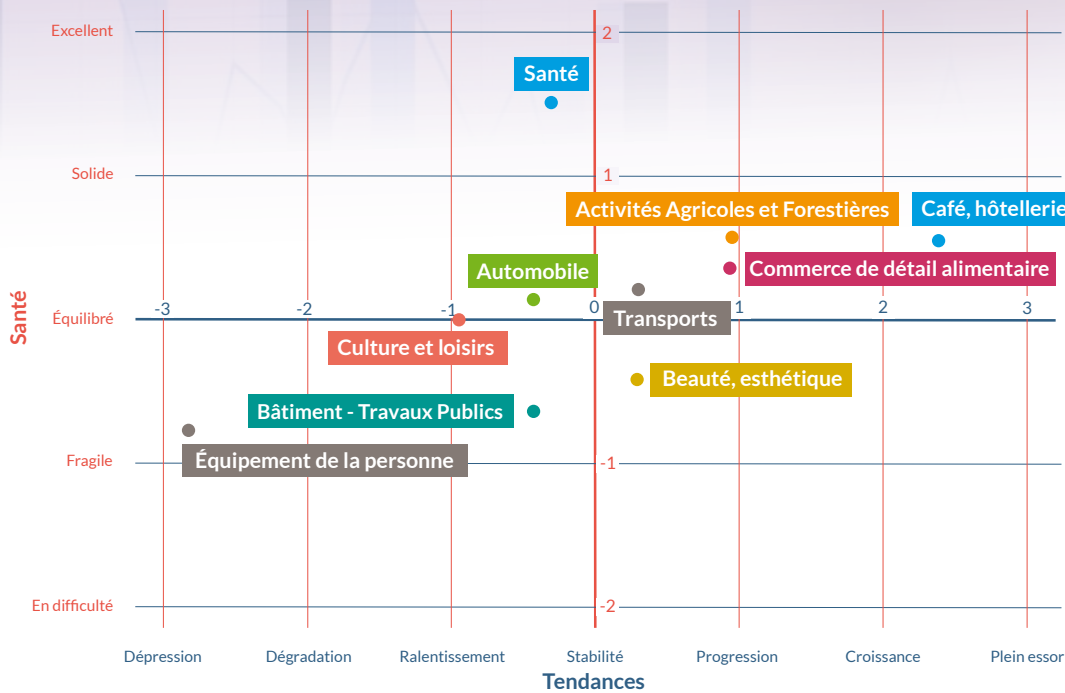 Excellent
2
Santé
Solide
1
Activités Agricoles et Forestières
Café, hôtellerie
Automobile
Commerce de détail alimentaire
Santé
Équilibré
-3
-2
-1
0
1
2
3
Transports
Culture et loisirs
Beauté, esthétique
Bâtiment - Travaux Publics
Fragile
Équipement de la personne
-1
En difficulté
-2
Dépression
Dégradation
Ralentissement
Stabilité
Progression
Croissance
Plein essor
Tendances